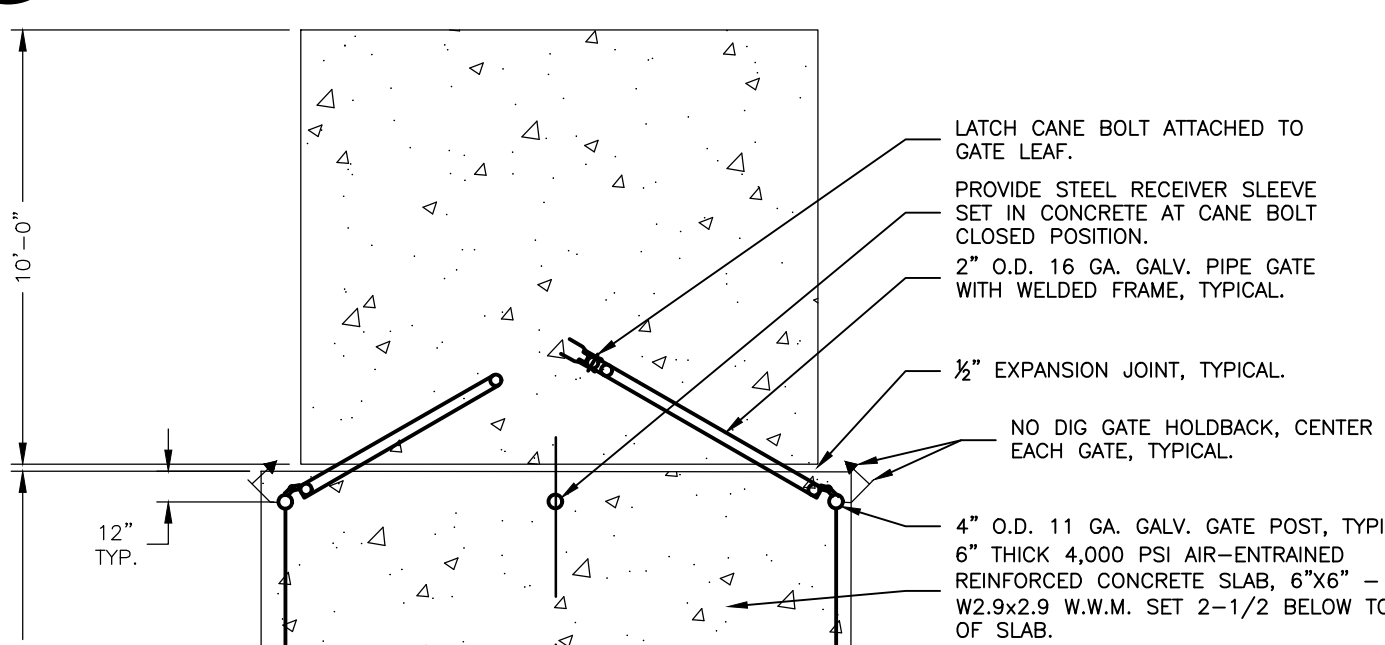 10'-0"
12"
TYP.
LATCH CANE BOLT ATTACHED TO
GATE LEAF.
PROVIDE STEEL RECEIVER SLEEVE
SET IN CONCRETE AT CANE BOLT
CLOSED POSITION.
2" O.D. 16 GA. GALV. PIPE GATE
WITH WELDED FRAME, TYPICAL.
½" EXPANSION JOINT, TYPICAL.
NO DIG GATE HOLDBACK, CENTER
EACH GATE, TYPICAL.
4" O.D. 11 GA. GALV. GATE POST, TYPI
6" THICK 4,000 PSI AIR-ENTRAINED
REINFORCED CONCRETE SLAB, 6"X6" –
W2.9x2.9 W.W.M. SET 2-1/2 BELOW TO
OF SLAB.